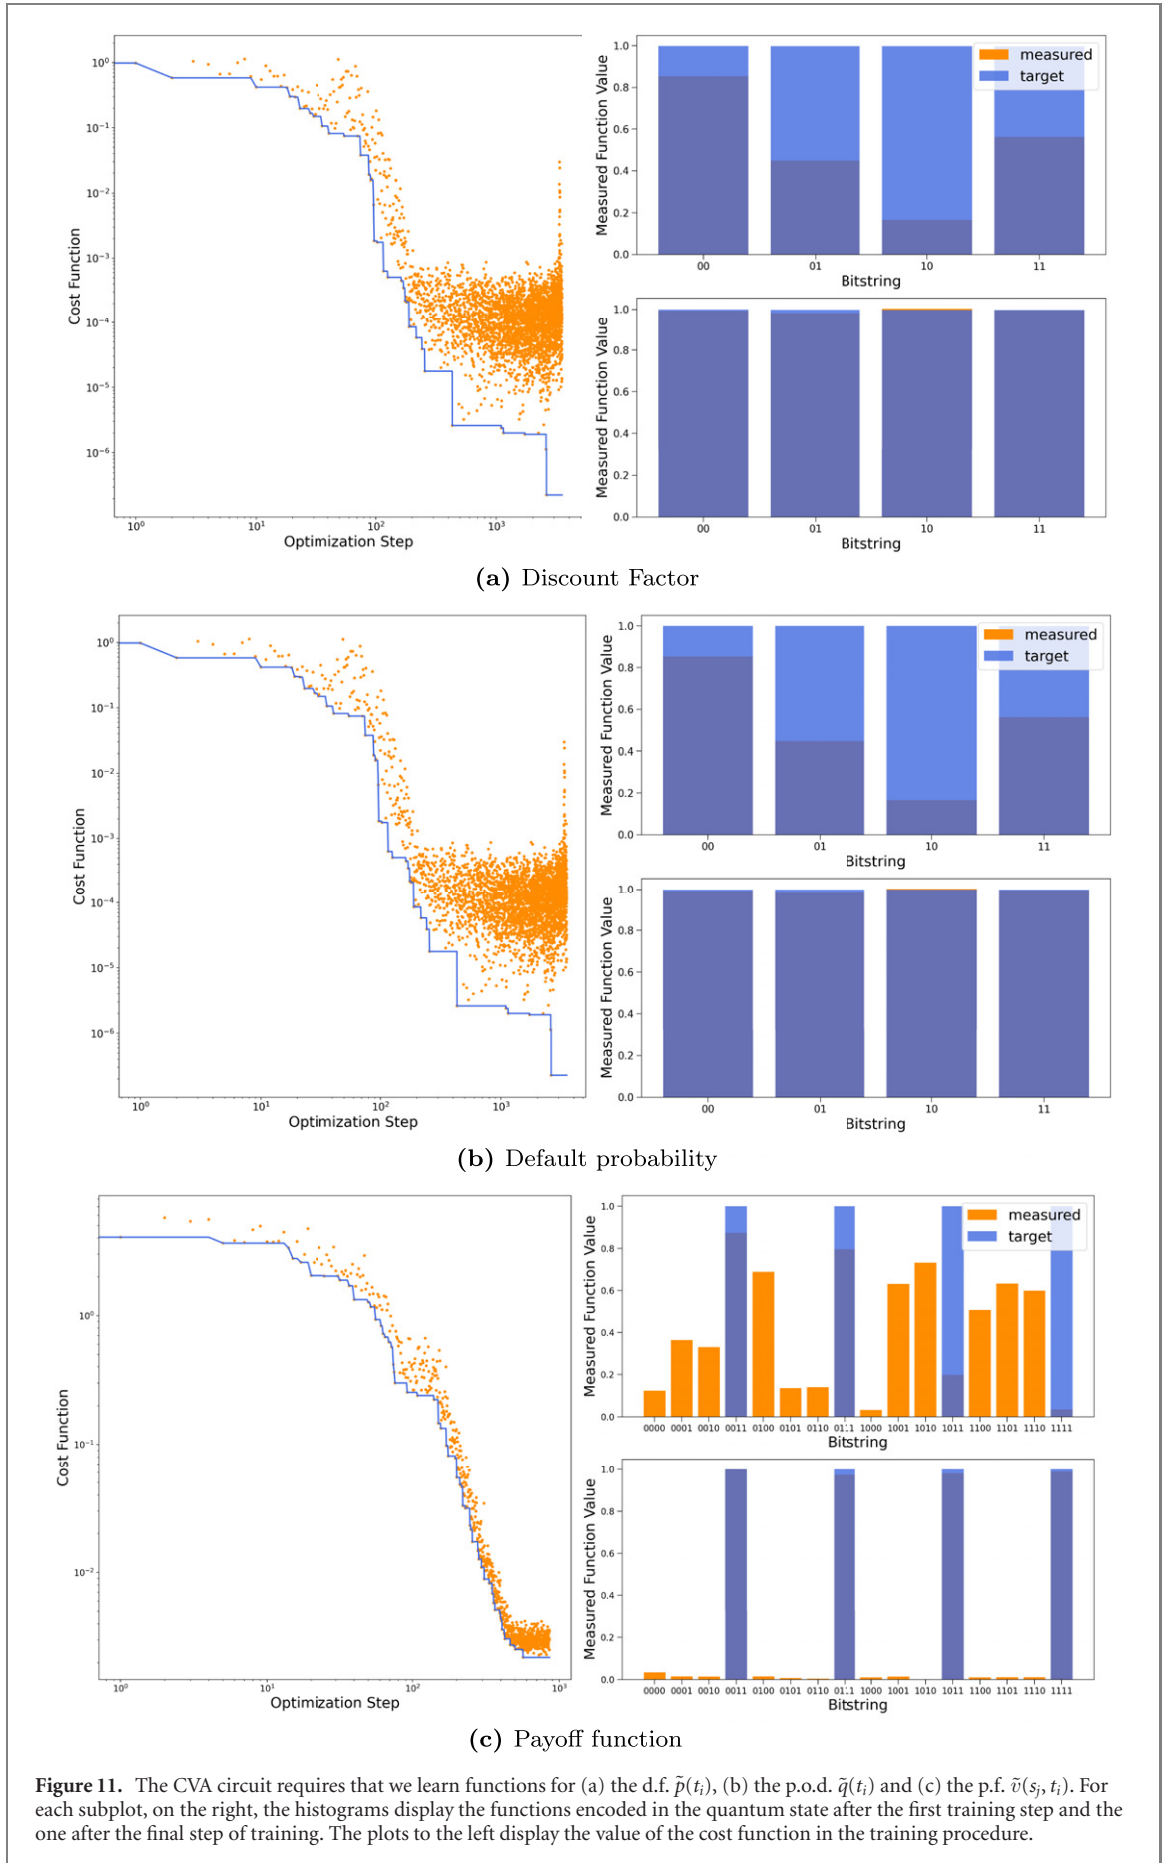 10⁰
10⁻¹
10⁻²
10⁻³
10⁻⁴
10⁻⁵
10⁻⁶
Cost Function
10⁰ 10¹ 10² 10³
Optimization Step
1.0
0.8
0.6
0.4
0.2
0.0
Measured Function Value
measured
target
00 01 10 11
Bitstring
1.0
0.8
0.6
0.4
0.2
0.0
Measured Function Value
00 01 10 11
Bitstring
(a) Discount Factor
10⁰
10⁻¹
10⁻²
10⁻³
10⁻⁴
10⁻⁵
10⁻⁶
Cost Function
10⁰ 10¹ 10² 10³
Optimization Step
1.0
0.8
0.6
0.4
0.2
0.0
Measured Function Value
measured
target
00 01 10 11
Bitstring
1.0
0.8
0.6
0.4
0.2
0.0
Measured Function Value
00 01 10 11
Bitstring
(b) Default probability
10⁰
10⁻¹
10⁻²
Cost Function
10⁰ 10¹ 10² 10³
Optimization Step
1.0
0.8
0.6
0.4
0.2
0.0
Measured Function Value
measured
target
0000 0001 0010 0011 0100 0101 0110 0111 1000 1001 1010 1011 1100 1101 1110 1111
Bitstring
1.0
0.8
0.6
0.4
0.2
0.0
Measured Function Value
0000 0001 0010 0011 0100 0101 0110 0111 1000 1001 1010 1011 1100 1101 1110 1111
Bitstring
(c) Payoff function
Figure 11. The CVA circuit requires that we learn functions for (a) the d.f. p̃(tᵢ), (b) the p.o.d. q̃(tᵢ) and (c) the p.f. ṽ(sⱼ, tᵢ). For
each subplot, on the right, the histograms display the functions encoded in the quantum state after the first training step and the
one after the final step of training. The plots to the left display the value of the cost function in the training procedure.